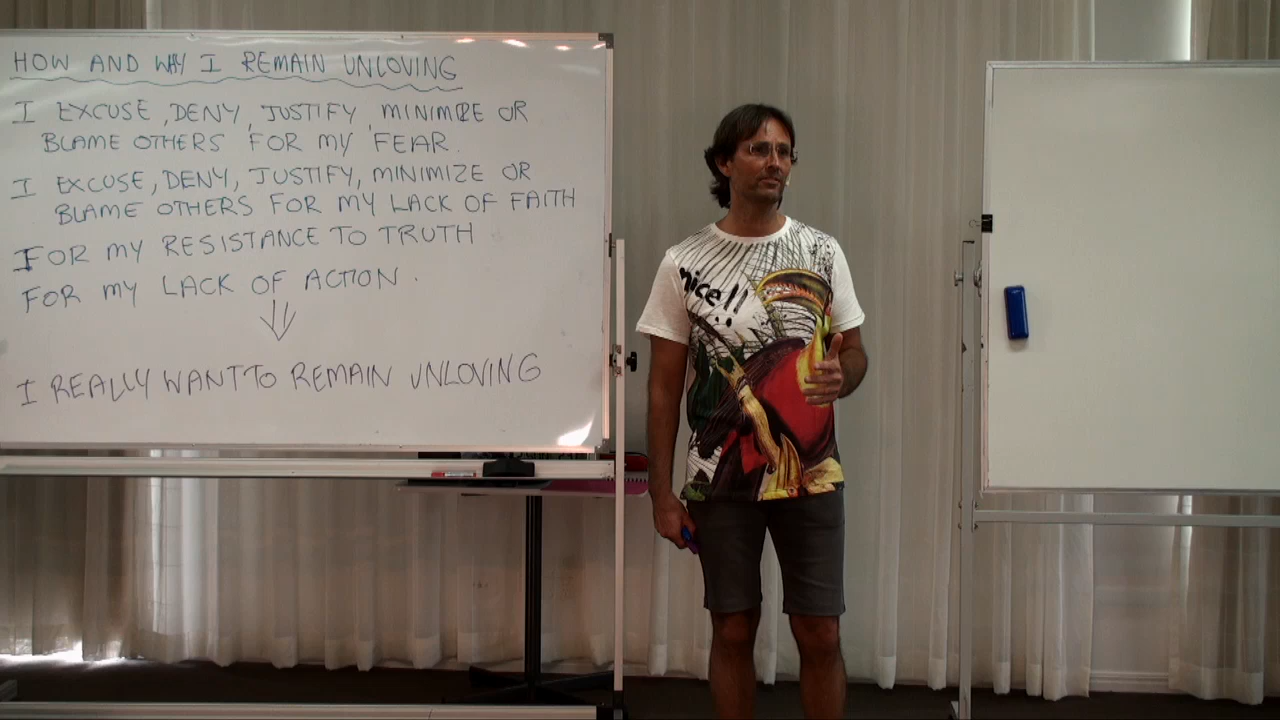 HOW AND WHY I REMAIN UNLOVING
I EXCUSE, DENY, JUSTIFY, MINIMIZE OR
BLAME OTHERS FOR MY FEAR.
I EXCUSE, DENY, JUSTIFY, MINIMIZE OR
BLAME OTHERS FOR MY LACK OF FAITH
FOR MY RESISTANCE TO TRUTH
FOR MY LACK OF ACTION.
I REALLY WANT TO REMAIN UNLOVING
nice!!